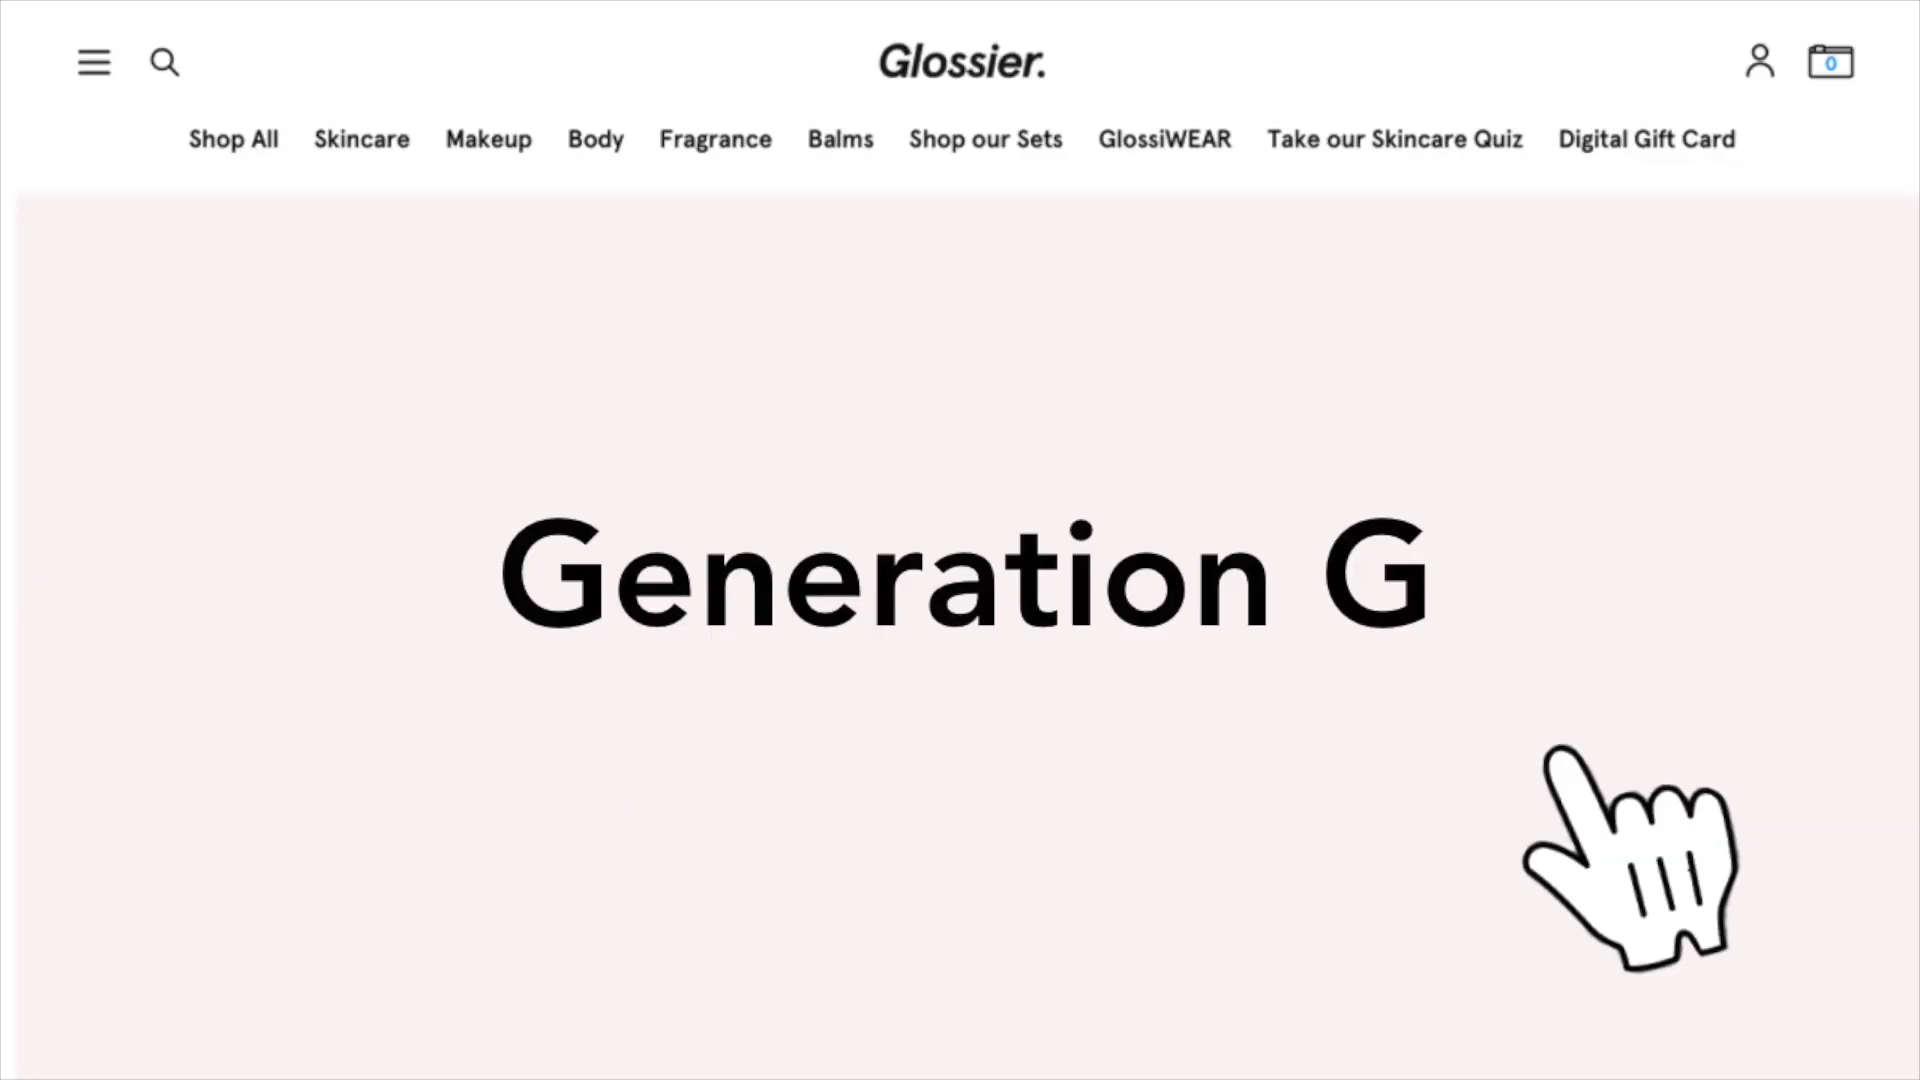 Glossier.
0
Shop All Skincare Makeup Body Fragrance Balms Shop our Sets GlossiWEAR Take our Skincare Quiz Digital Gift Card
Generation G